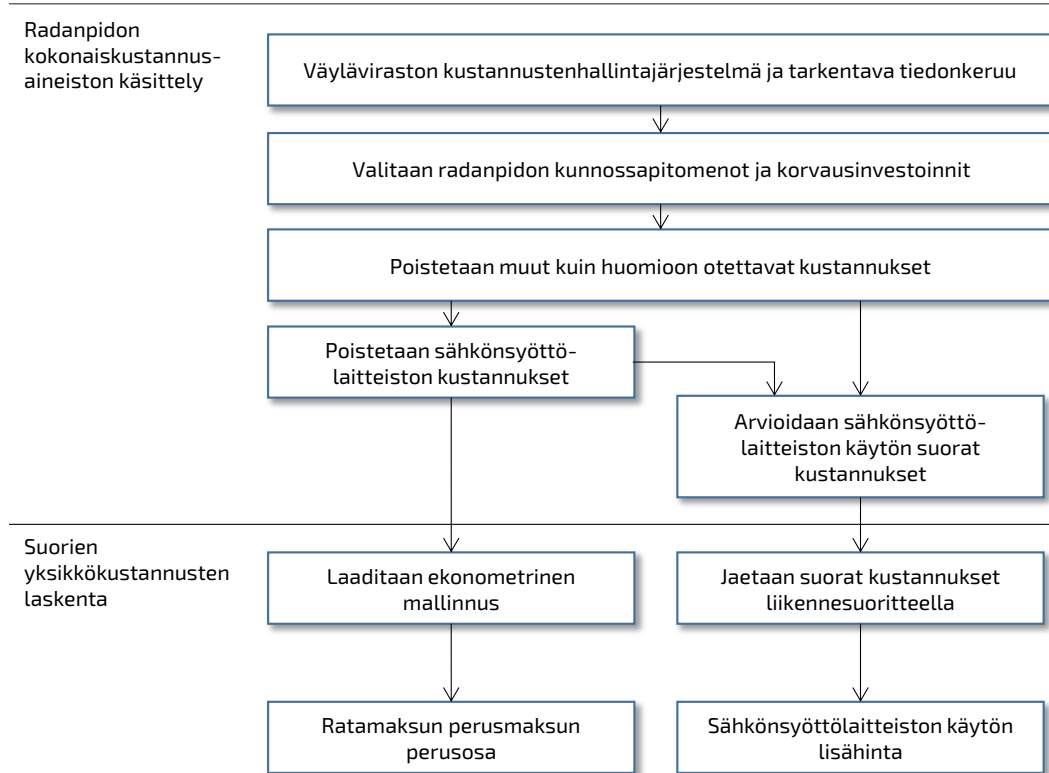 Radanpidon
kokonaiskustannus-
aineiston käsittely
Väyläviraston kustannustenhallintajärjestelmä ja tarkentava tiedonkeruu
Valitaan radanpidon kunnossapitomenot ja korvausinvestoinnit
Poistetaan muut kuin huomioon otettavat kustannukset
Poistetaan sähkönsyöttö-
laitteiston kustannukset
Arvioidaan sähkönsyöttö-
laitteiston käytön suorat
kustannukset
Suorien
yksikkökustannusten
laskenta
Laaditaan ekonometrinen
mallinnus
Jaetaan suorat kustannukset
liikennesuoritteella
Ratamaksun perusmaksun
perusosa
Sähkönsyöttölaitteiston käytön
lisähinta